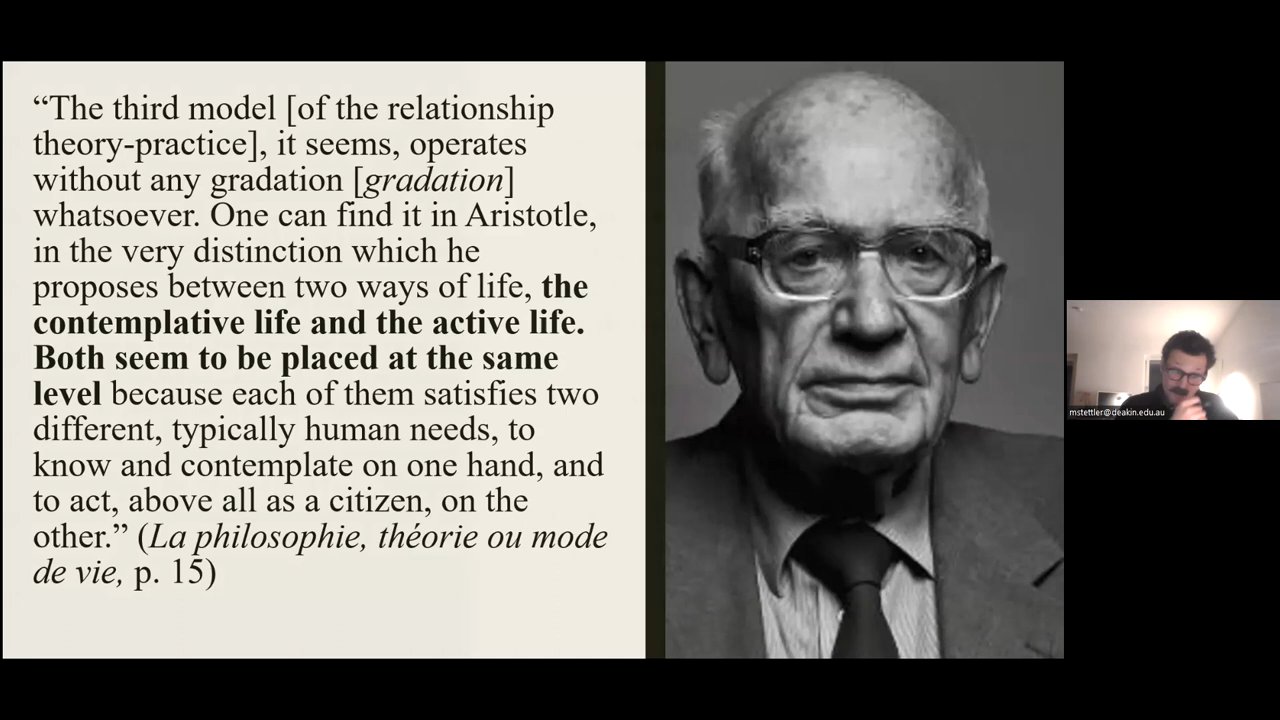 “The third model [of the relationship
theory-practice], it seems, operates
without any gradation [gradation]
whatsoever. One can find it in Aristotle,
in the very distinction which he
proposes between two ways of life, the
contemplative life and the active life.
Both seem to be placed at the same
level because each of them satisfies two
different, typically human needs, to
know and contemplate on one hand, and
to act, above all as a citizen, on the
other.” (La philosophie, théorie ou mode
de vie, p. 15)
mstettler@deakin.edu.au